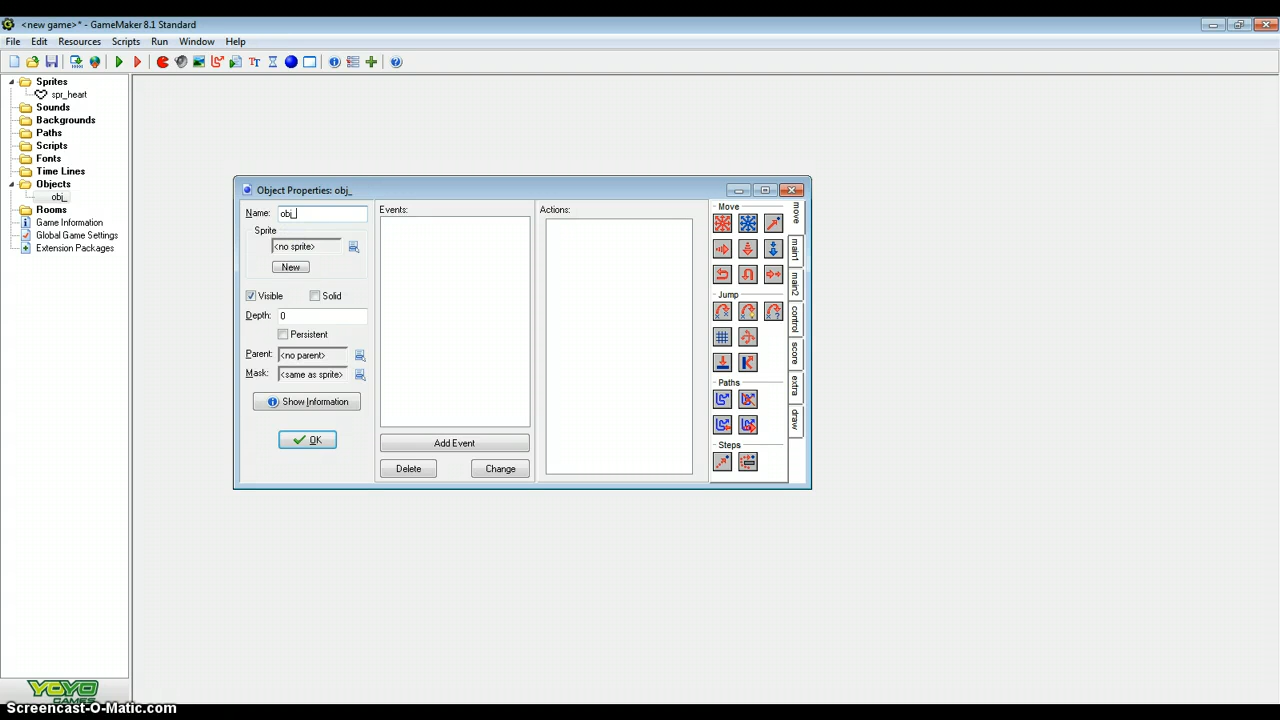 <new game>* - GameMaker 8.1 Standard
File Edit Resources Scripts Run Window Help
Sprites
spr_heart
Sounds
Backgrounds
Paths
Scripts
Fonts
Time Lines
Objects
obj_
Rooms
Game Information
Global Game Settings
Extension Packages
Object Properties: obj_
Name: obj_
Sprite
<no sprite>
New
Visible Solid
Depth: 0
Persistent
Parent: <no parent>
Mask: <same as sprite>
Show Information
OK
Events:
Add Event
Delete Change
Actions:
Move
Jump
Paths
Steps
move
main1
main2
control
score
extra
draw
YOYO
GAMES
Screencast-O-Matic.com